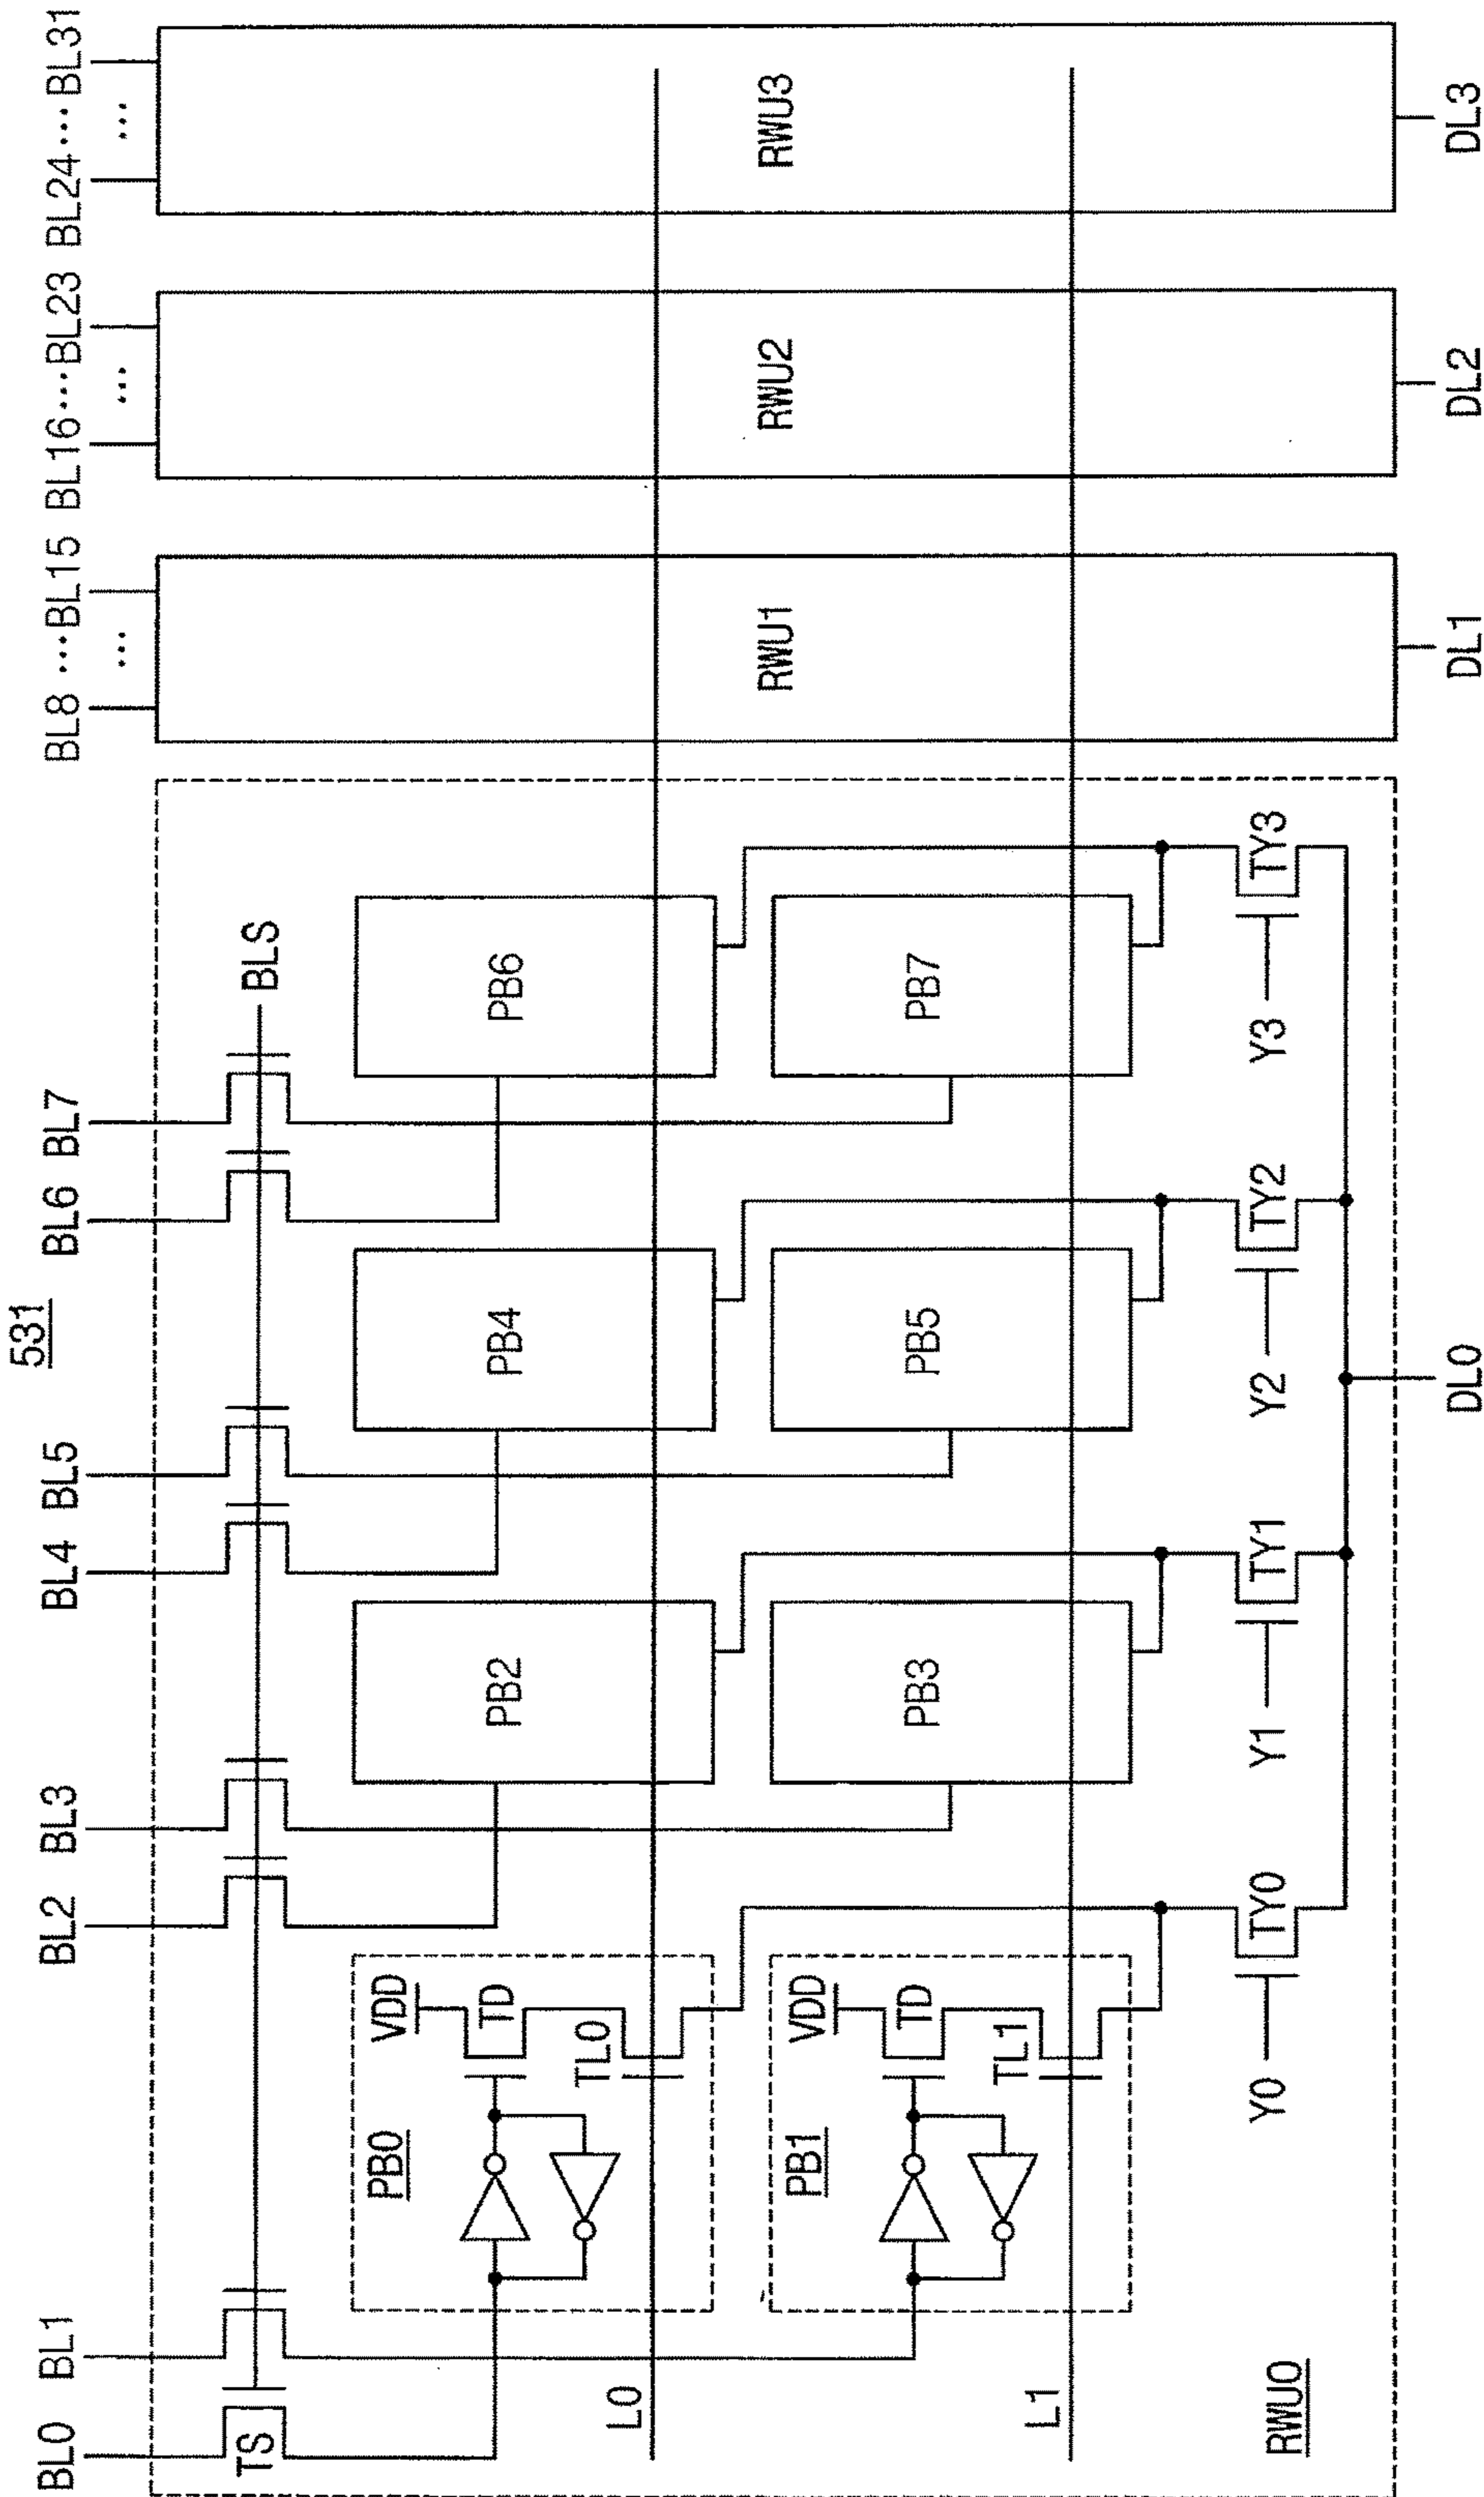 531
BL0 BL1 BL2 BL3 BL4 BL5 BL6 BL7 BL8 ... BL15 BL16 ... BL23 BL24 ... BL31
... ... ...
TS BLS
PB0 VDD TD TL0 PB2 PB4 PB6
L0
PB1 VDD TD TL1 PB3 PB5 PB7
L1
RWU1 RWU2 RWU3
Y0 TY0 Y1 TY1 Y2 TY2 Y3 TY3
RWU0
DL0 DL1 DL2 DL3